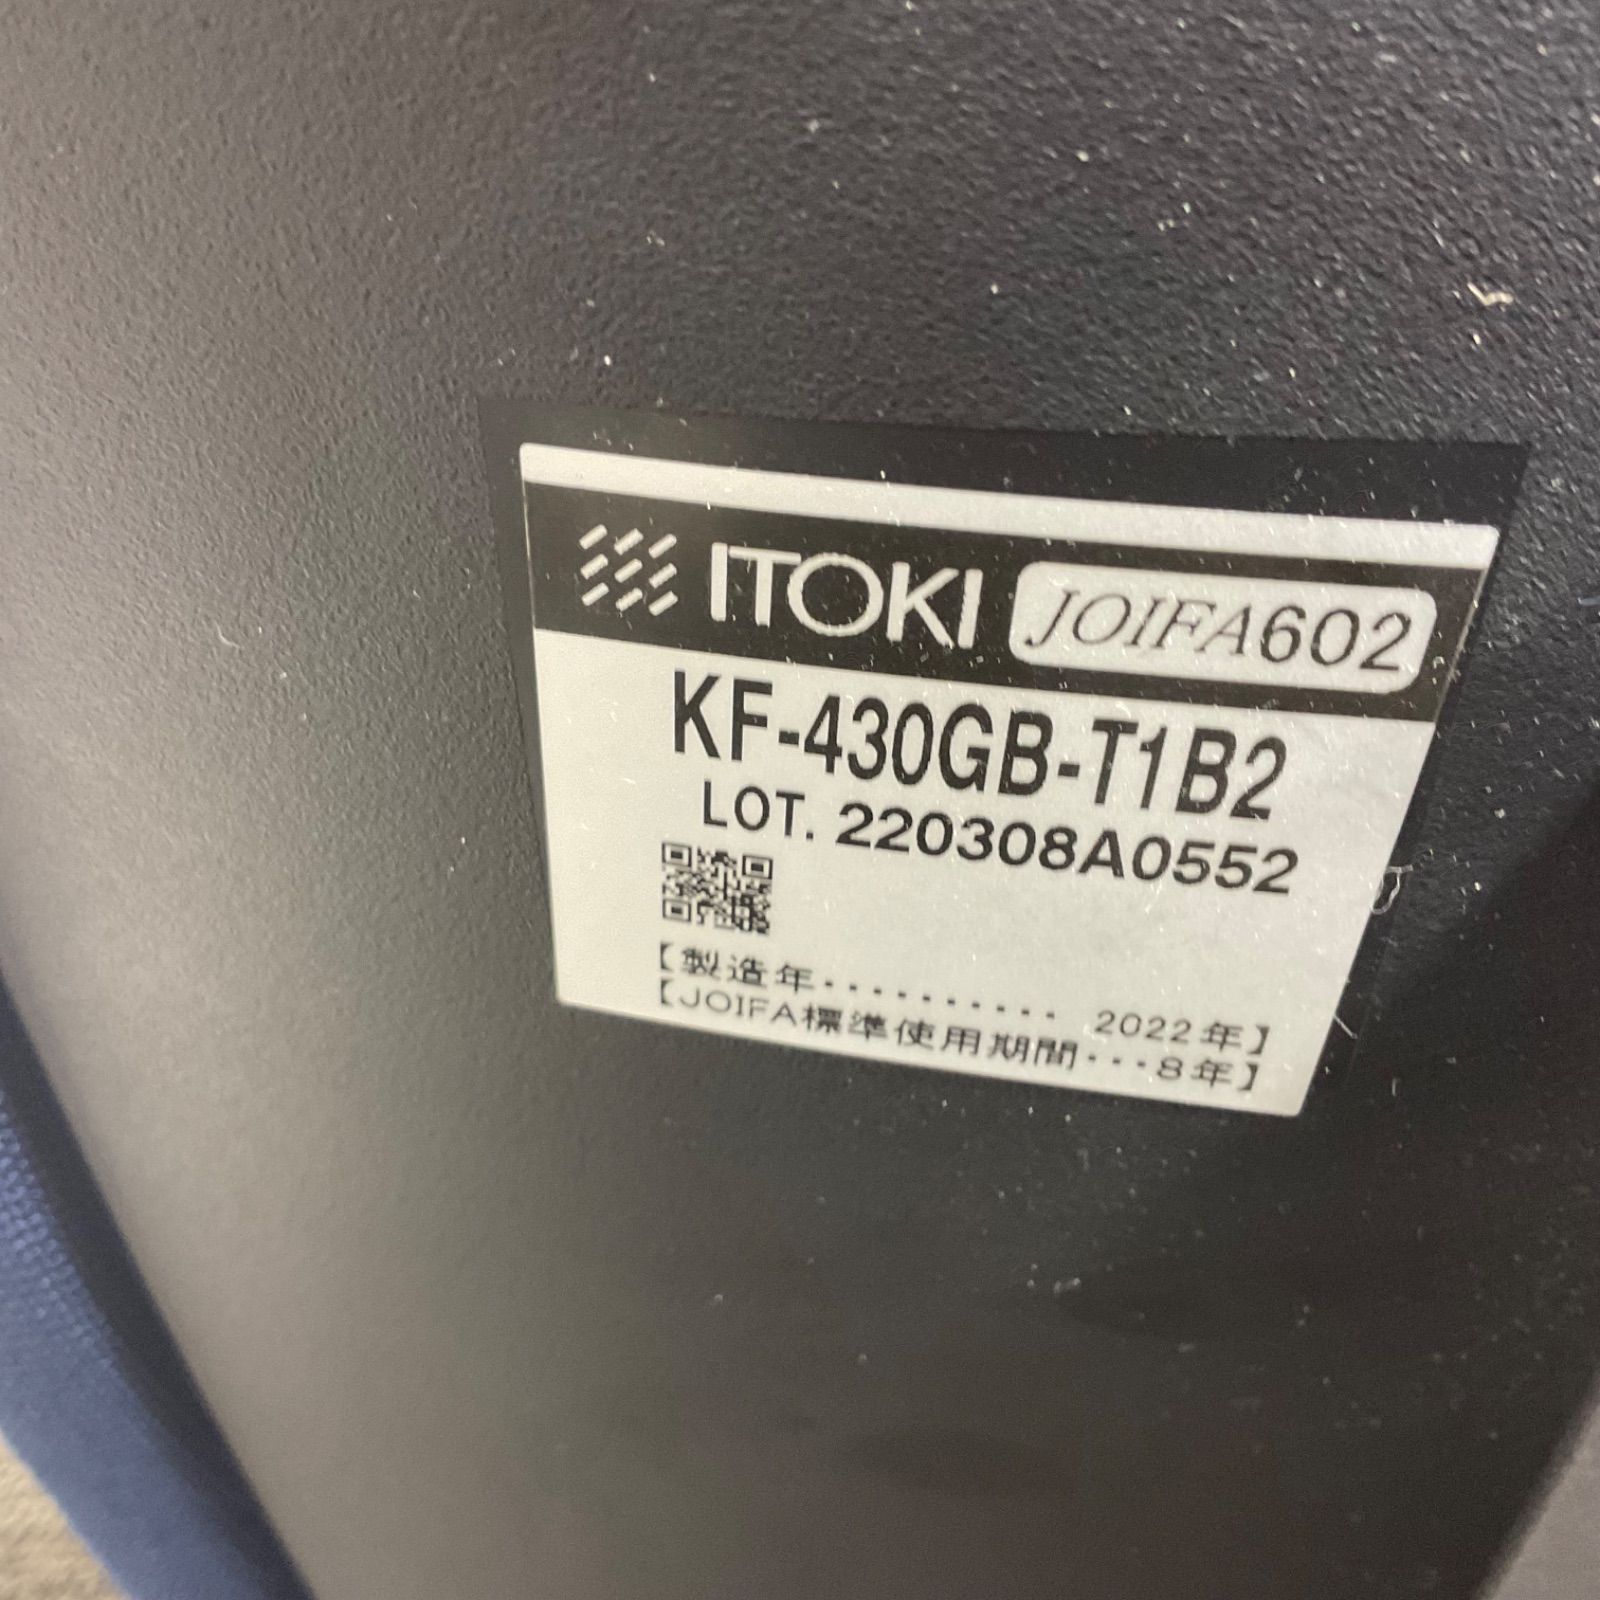 ITOKI JOIFA602
KF-430GB-T1B2
LOT. 220308A0552
【製造年.......... 2022年】
【JOIFA標準使用期間...8年】